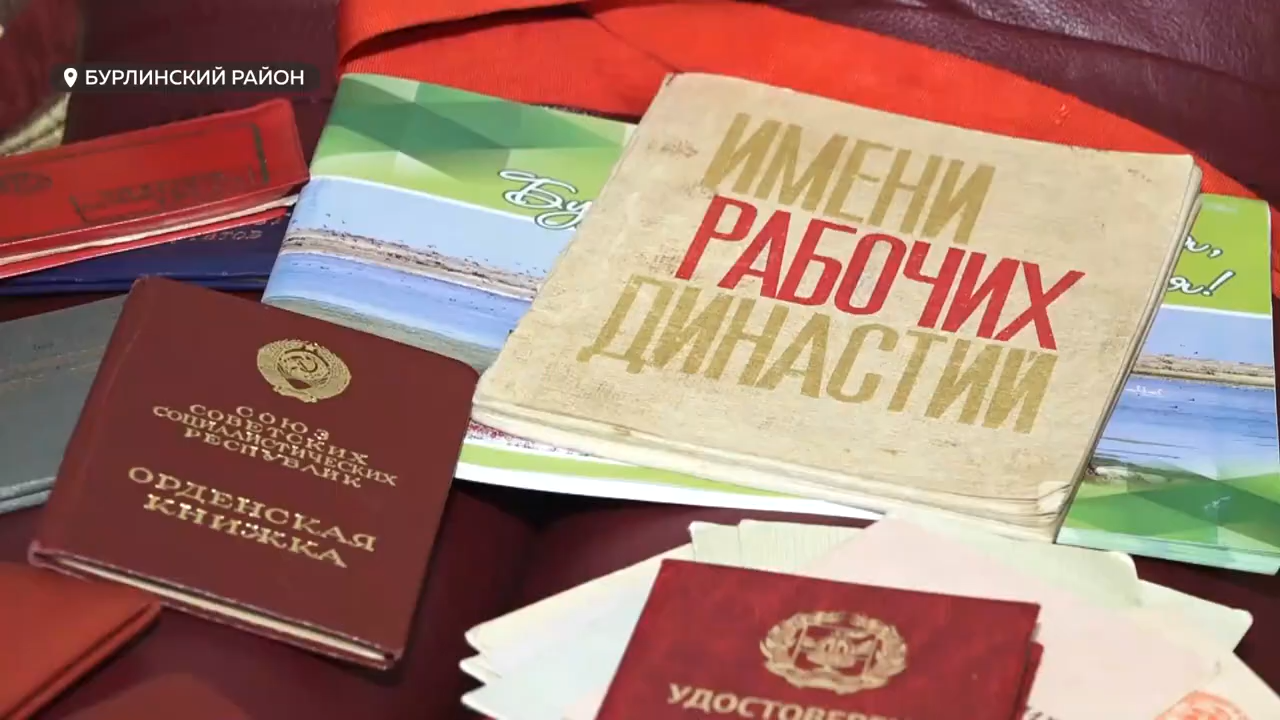 БУРЛИНСКИЙ РАЙОН
ИМЕНИ
РАБОЧИХ
ДИНАСТИЙ
СОЮЗ
СОВЕТСКИХ
СОЦИАЛИСТИЧЕСКИХ
РЕСПУБЛИК
ОРДЕНСКАЯ
КНИЖКА